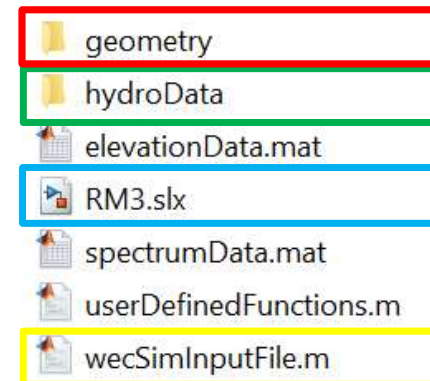 geometry
hydroData
elevationData.mat
RM3.slx
spectrumData.mat
userDefinedFunctions.m
wecSimInputFile.m